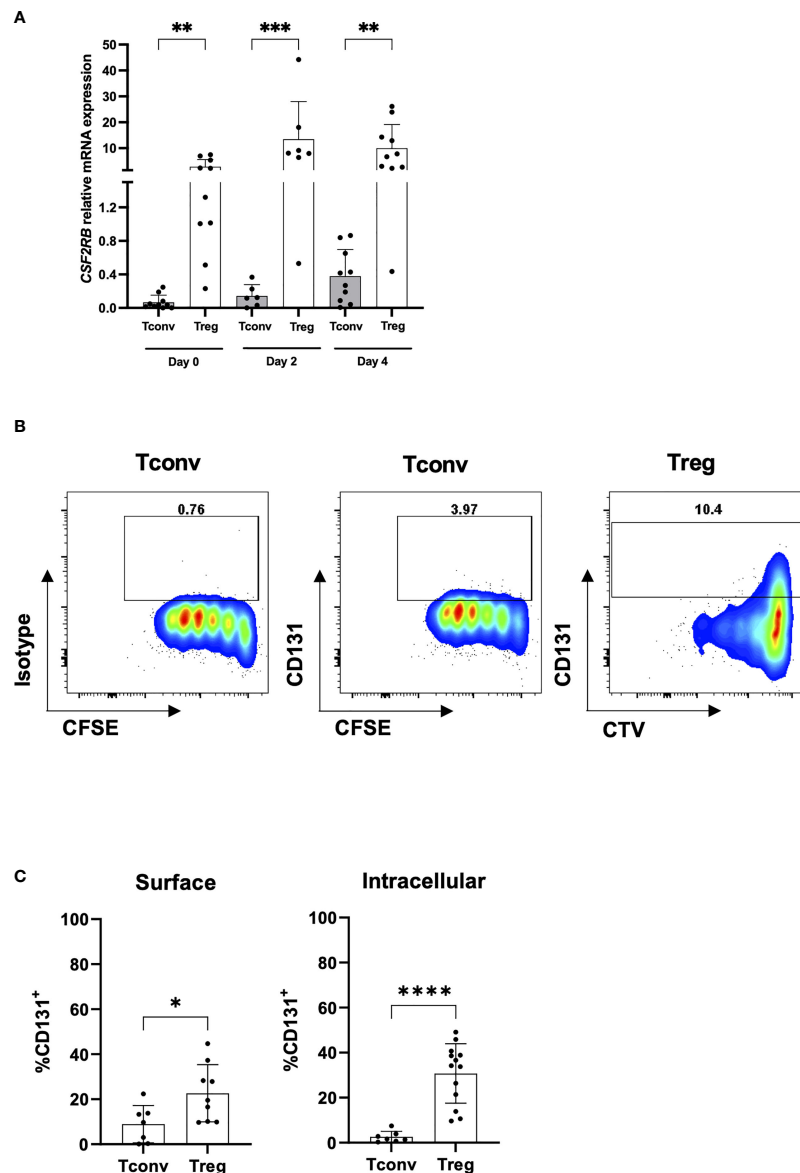 A
** *** **
CSF2RB relative mRNA expression
50
40
30
20
10
1.2
0.8
0.4
0.0
Tconv Treg Tconv Treg Tconv Treg
Day 0 Day 2 Day 4
B
Tconv Tconv Treg
0.76 3.97 10.4
Isotype CD131 CD131
CFSE CFSE CTV
C
Surface Intracellular
%CD131+ %CD131+
100 100
80 80
60 60
40 40
20 20
0 0
* ****
Tconv Treg Tconv Treg